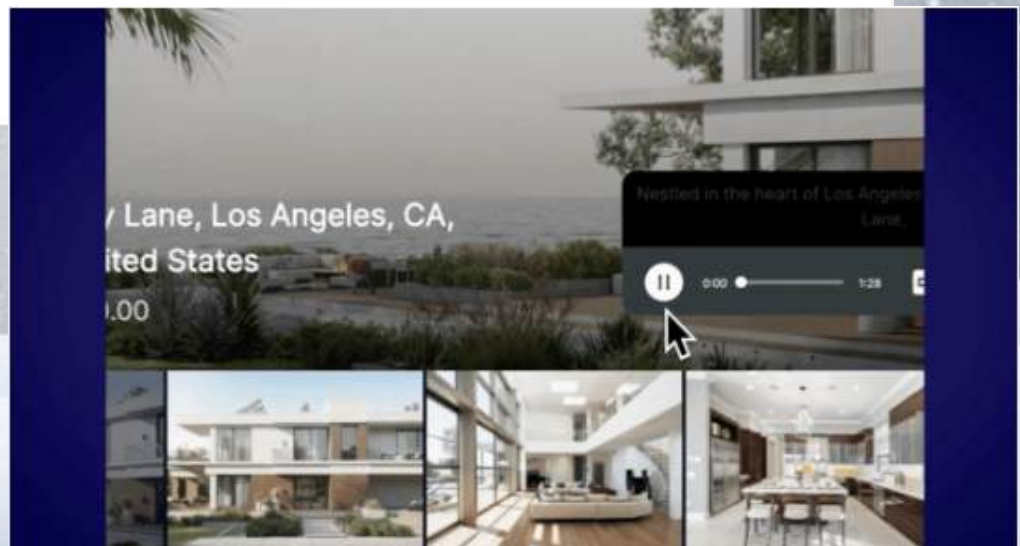 y Lane, Los Angeles, CA,
ited States
0.00
Nestled in the heart of Los Angeles
Lane,
0:00
1:28